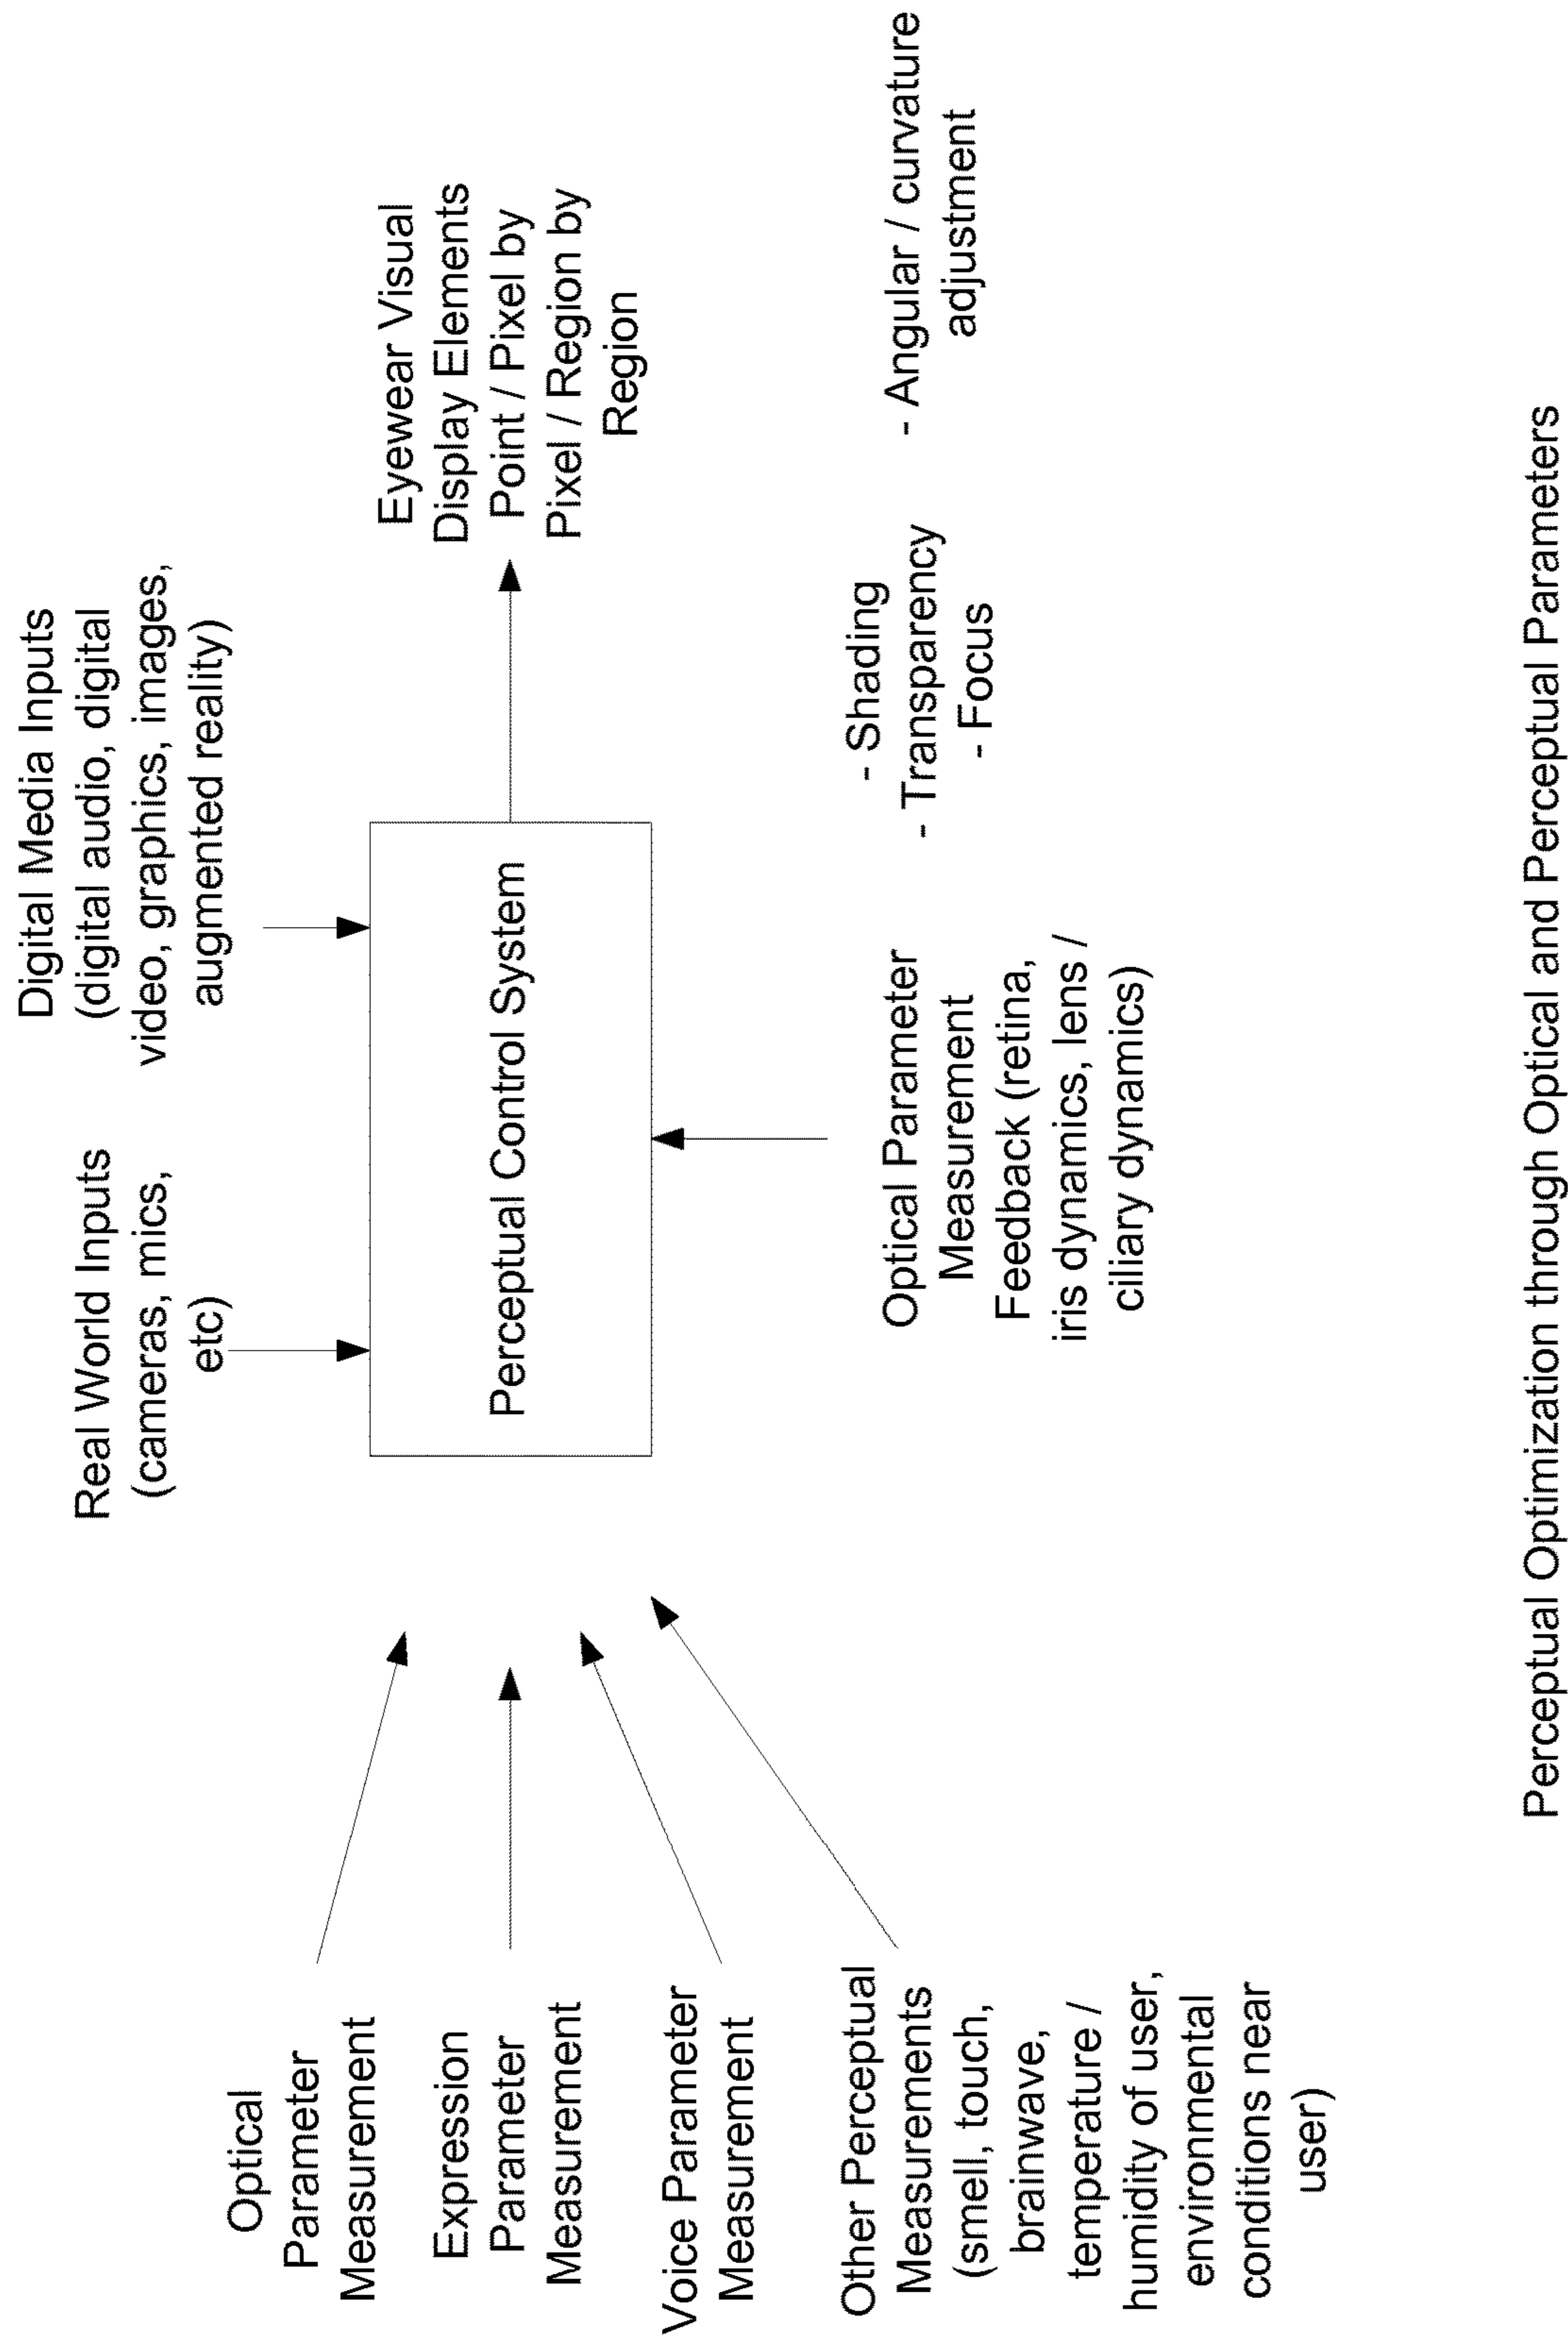 Digital Media Inputs
(digital audio, digital
video, graphics, images,
augmented reality)
Real World Inputs
(cameras, mics,
etc)
Optical
Parameter
Measurement
Expression
Parameter
Measurement
Voice Parameter
Measurement
Other Perceptual
Measurements
(smell, touch,
brainwave,
temperature /
humidity of user,
environmental
conditions near
user)
Perceptual Control System
Eyewear Visual
Display Elements
Point / Pixel by
Pixel / Region by
Region
Optical Parameter
Measurement
Feedback (retina,
iris dynamics, lens /
ciliary dynamics)
- Shading
- Transparency
- Focus
- Angular / curvature
adjustment
Perceptual Optimization through Optical and Perceptual Parameters